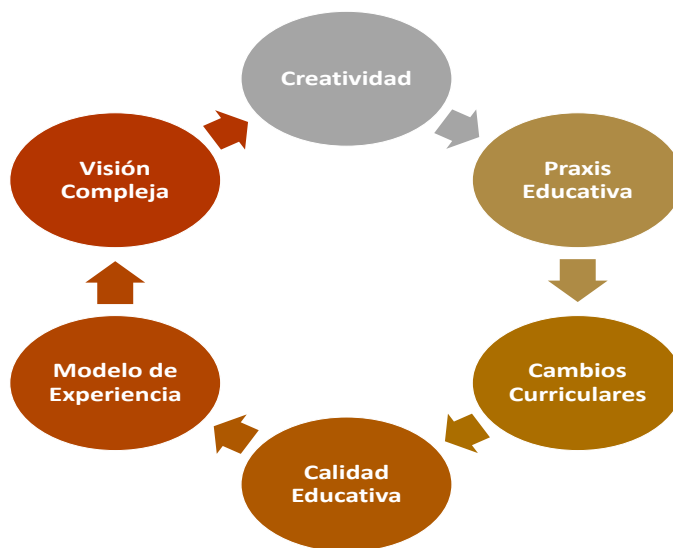 Creatividad
Praxis
Educativa
Cambios
Curriculares
Calidad
Educativa
Modelo de
Experiencia
Visión
Compleja